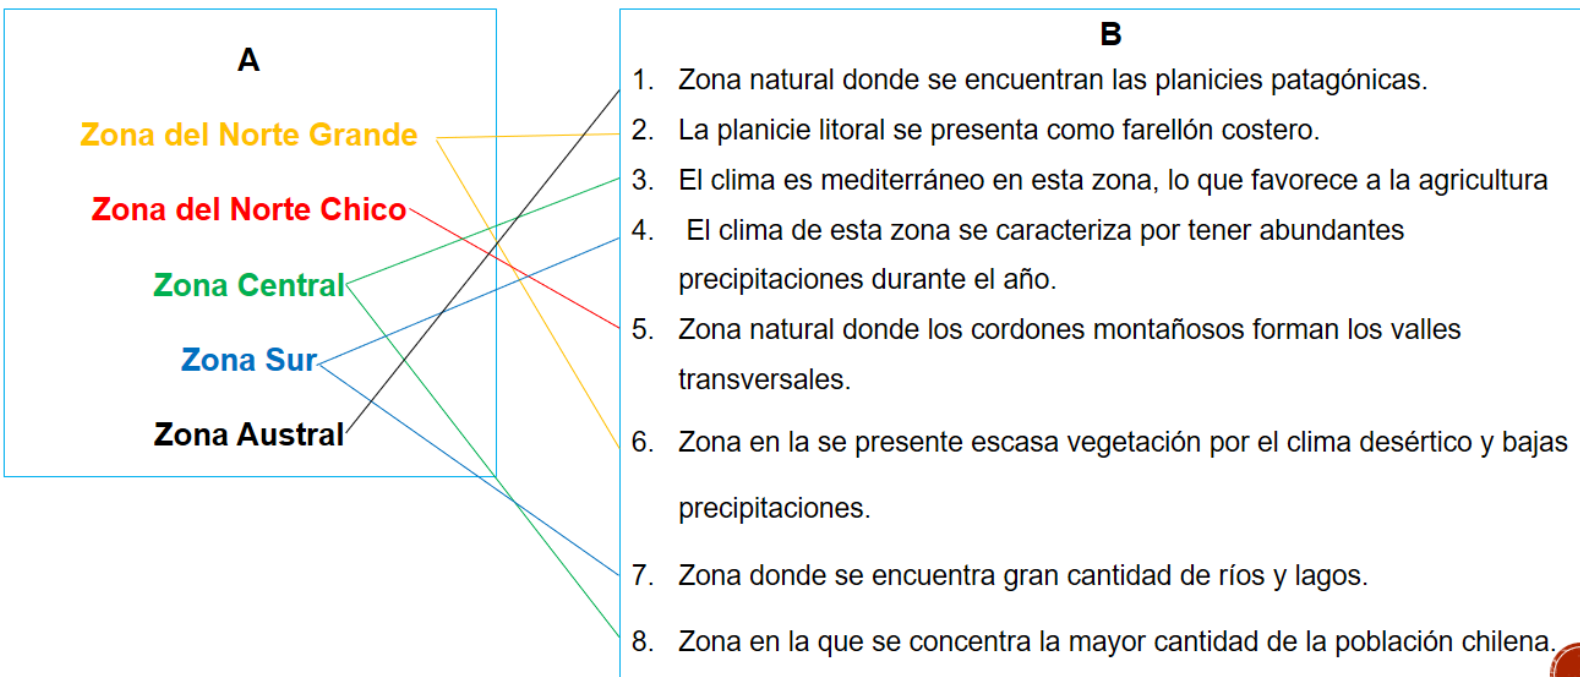 A
Zona del Norte Grande
Zona del Norte Chico
Zona Central
Zona Sur
Zona Austral
B
1. Zona natural donde se encuentran las planicies patagónicas.
2. La planicie litoral se presenta como farellón costero.
3. El clima es mediterráneo en esta zona, lo que favorece a la agricultura
4. El clima de esta zona se caracteriza por tener abundantes
precipitaciones durante el año.
5. Zona natural donde los cordones montañosos forman los valles
transversales.
6. Zona en la se presente escasa vegetación por el clima desértico y bajas
precipitaciones.
7. Zona donde se encuentra gran cantidad de ríos y lagos.
8. Zona en la que se concentra la mayor cantidad de la población chilena.